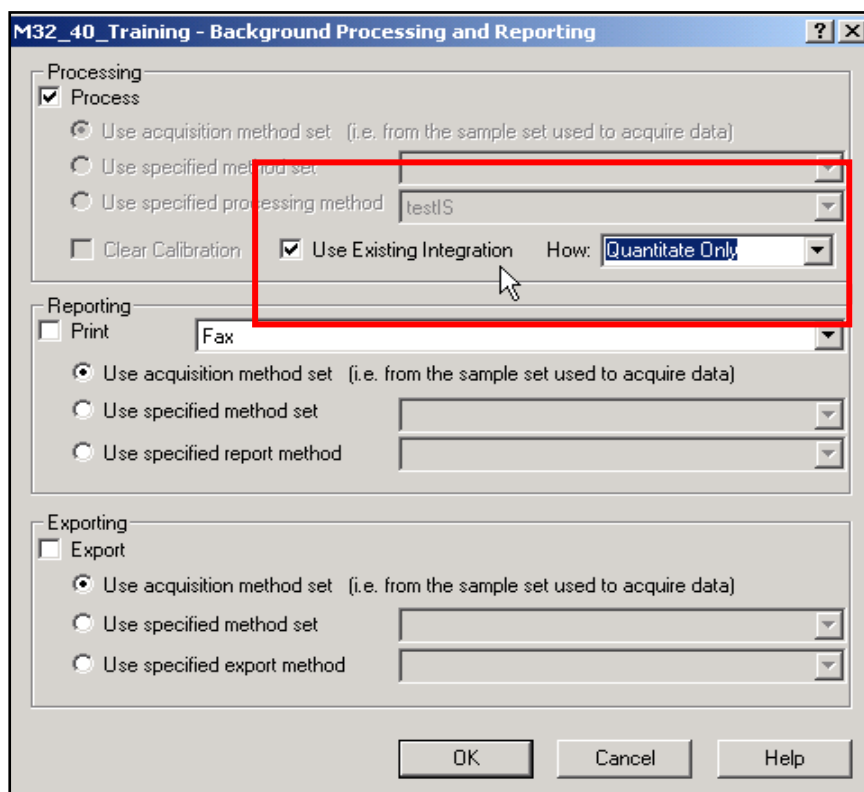 M32_40_Training - Background Processing and Reporting
Processing
Process
Use acquisition method set (i.e. from the sample set used to acquire data)
Use specified method set
Use specified processing method testIS
Clear Calibration Use Existing Integration How: Quantitate Only
Reporting
Print Fax
Use acquisition method set (i.e. from the sample set used to acquire data)
Use specified method set
Use specified report method
Exporting
Export
Use acquisition method set (i.e. from the sample set used to acquire data)
Use specified method set
Use specified export method
OK Cancel Help